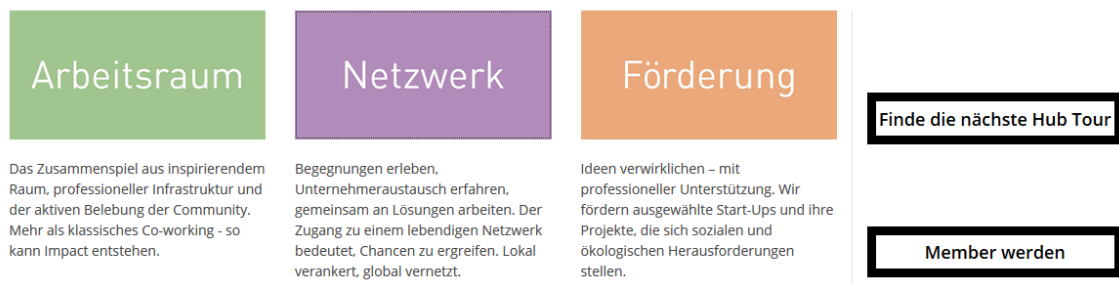 Arbeitsraum
Das Zusammenspiel aus inspirierendem
Raum, professioneller Infrastruktur und
der aktiven Belebung der Community.
Mehr als klassisches Co-working - so
kann Impact entstehen.
Netzwerk
Begegnungen erleben,
Unternehmeraustausch erfahren,
gemeinsam an Lösungen arbeiten. Der
Zugang zu einem lebendigen Netzwerk
bedeutet, Chancen zu ergreifen. Lokal
verankert, global vernetzt.
Förderung
Ideen verwirklichen – mit
professioneller Unterstützung. Wir
fördern ausgewählte Start-Ups und ihre
Projekte, die sich sozialen und
ökologischen Herausforderungen
stellen.
Finde die nächste Hub Tour
Member werden